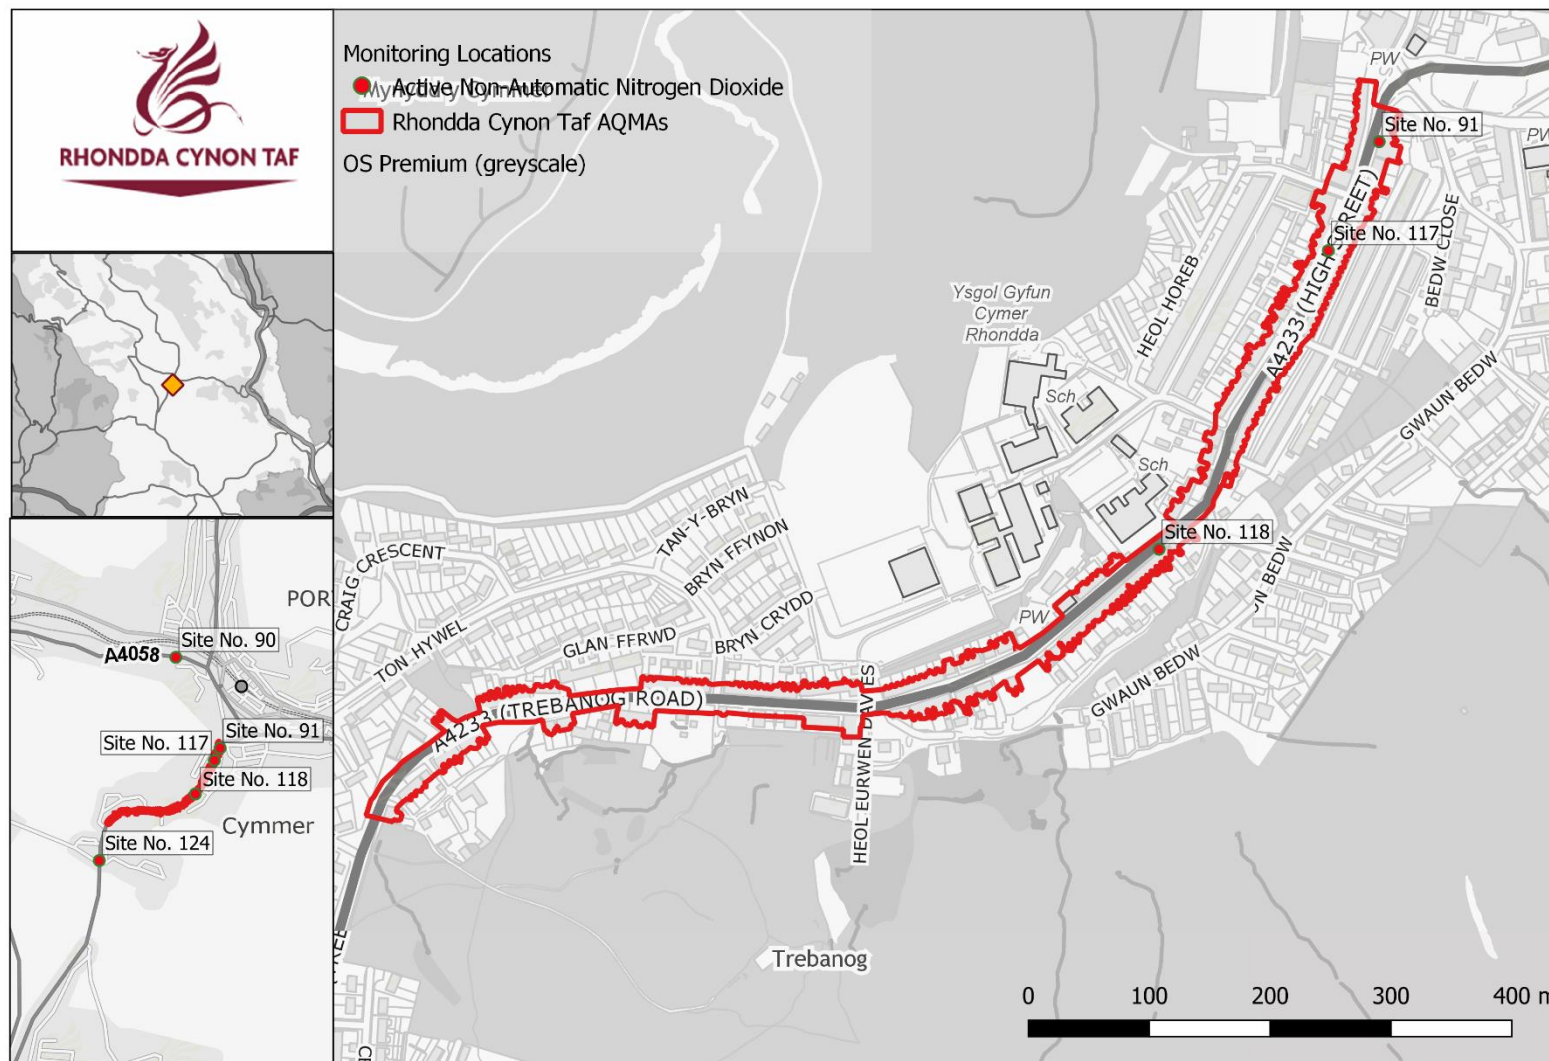 RHONDDA CYNON TAF
Monitoring Locations
Active Non-Automatic Nitrogen Dioxide
Mynydd y Cymmer
Rhondda Cynon Taf AQMAs
OS Premium (greyscale)
PW
Site No. 91
PW
Site No. 117
A4233 (HIGH STREET)
BEDW CLOSE
HEOL HOREB
Ysgol Gyfun
Cymer
Rhondda
Sch
GWAUN BEDW
Sch
Site No. 118
TAN-Y-BRYN
BRYN FFYNON
CRAIG CRESCENT
BRYN CRYDD
GLAN FFRWD
TON HYWEL
PW
GWAUN BEDW
A4233 (TREBANOG ROAD)
HEOL EURWEN DAVIES
Trebanog
0 100 200 300 400 m
POR
Site No. 90
A4058
Site No. 91
Site No. 117
Site No. 118
Cymmer
Site No. 124